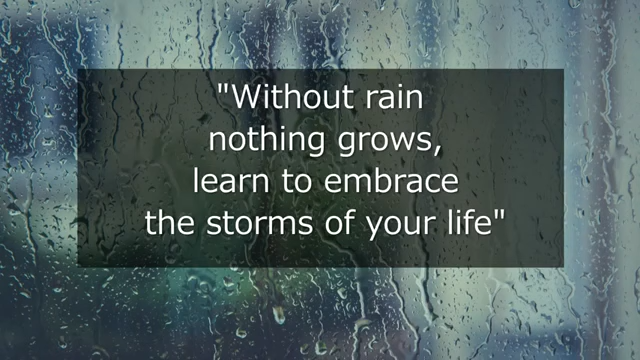 "Without rain
nothing grows,
learn to embrace
the storms of your life"